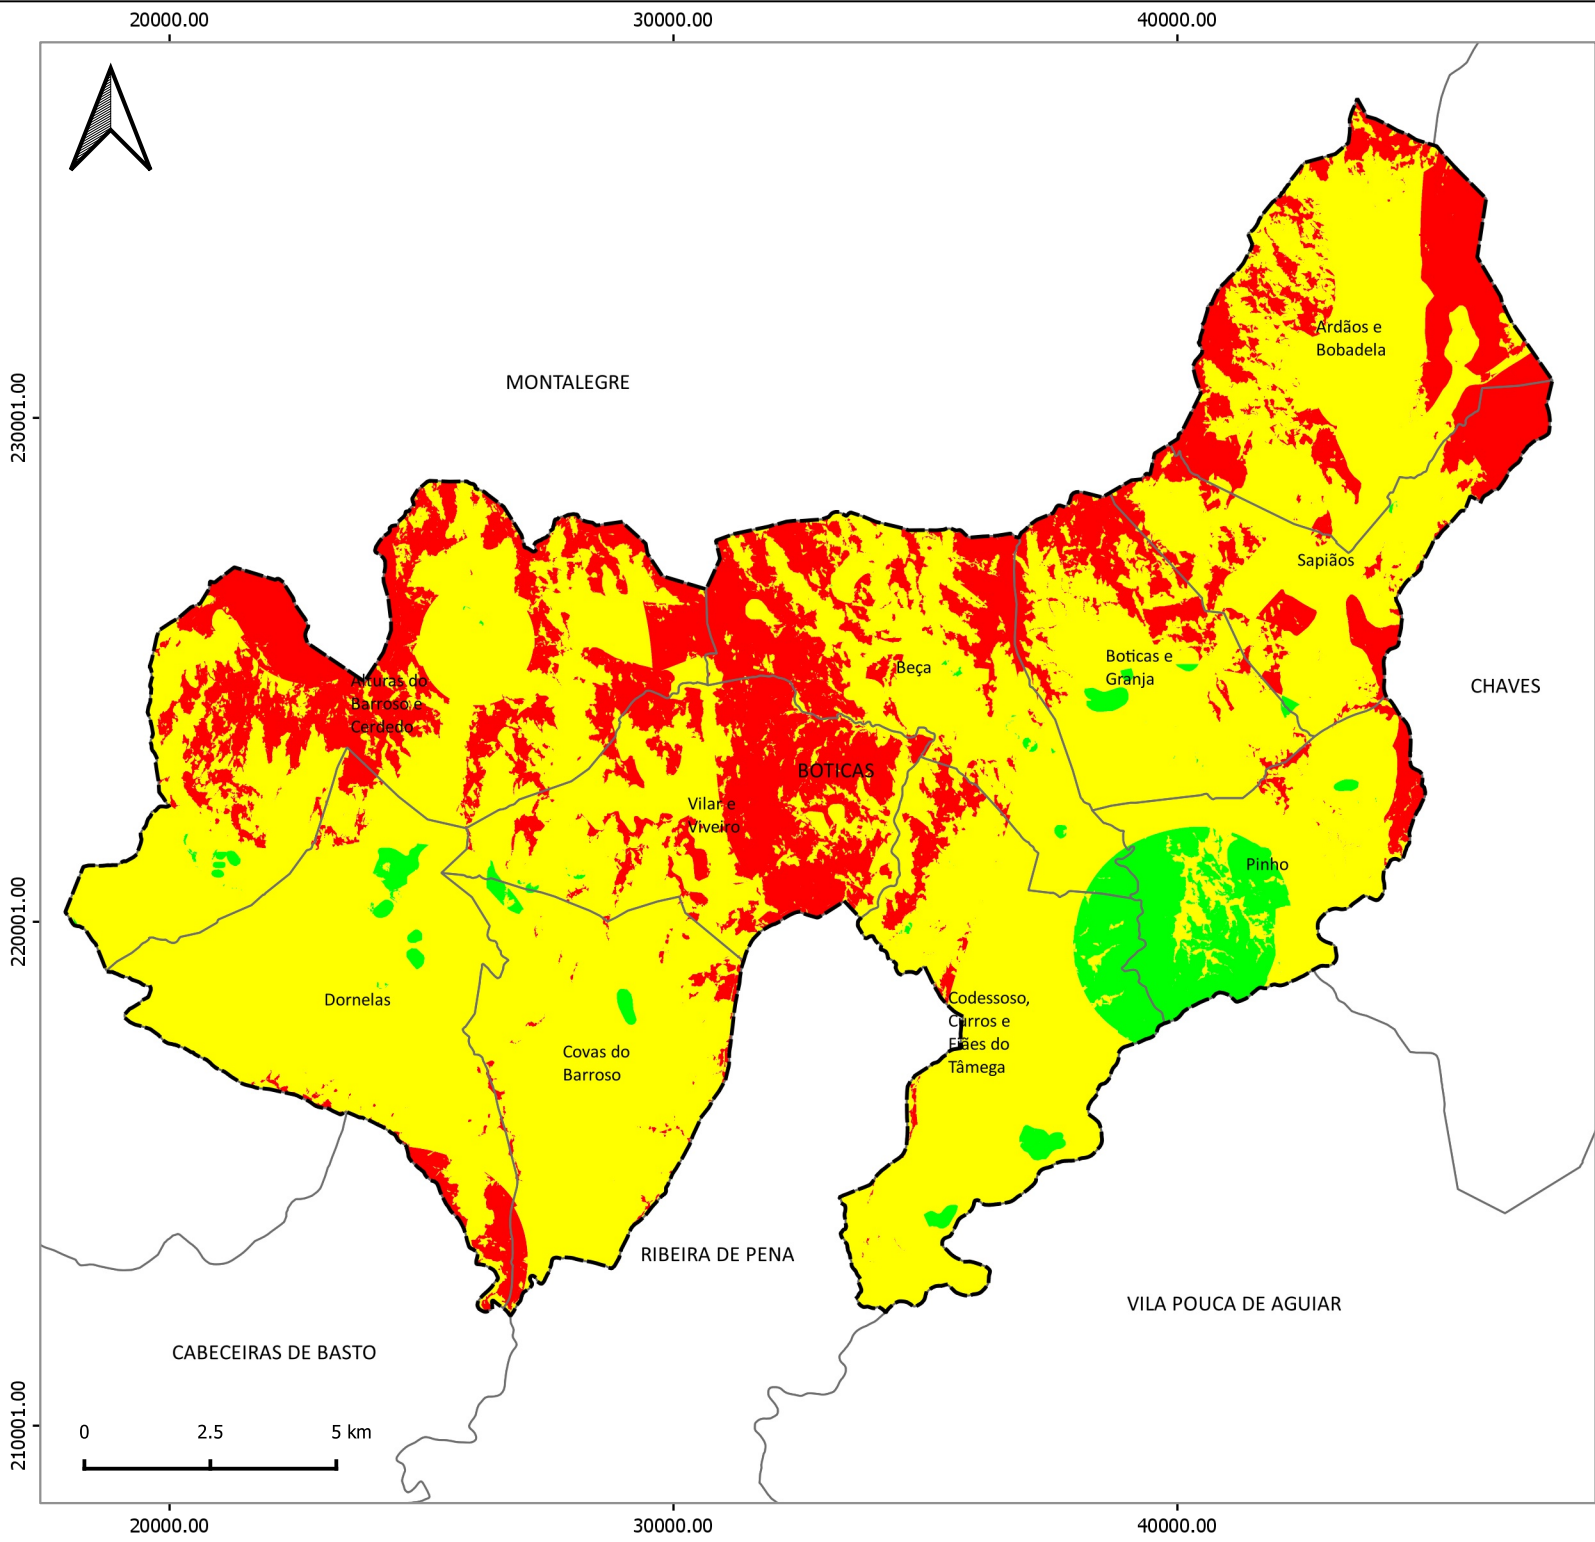 20000.00 30000.00 40000.00
230001.00
220001.00
210001.00
Ardãos e
Bobadela
MONTALEGRE
Sapiãos
Boticas e
Granja
Beça
CHAVES
Alturas do
Barroso e
Cerdedo
BOTICAS
Vilar e
Viveiro
Pinho
Dornelas
Codessoso,
Curros e
Fiães do
Tâmega
Covas do
Barroso
RIBEIRA DE PENA
VILA POUCA DE AGUIAR
CABECEIRAS DE BASTO
0 2.5 5 km
20000.00 30000.00 40000.00